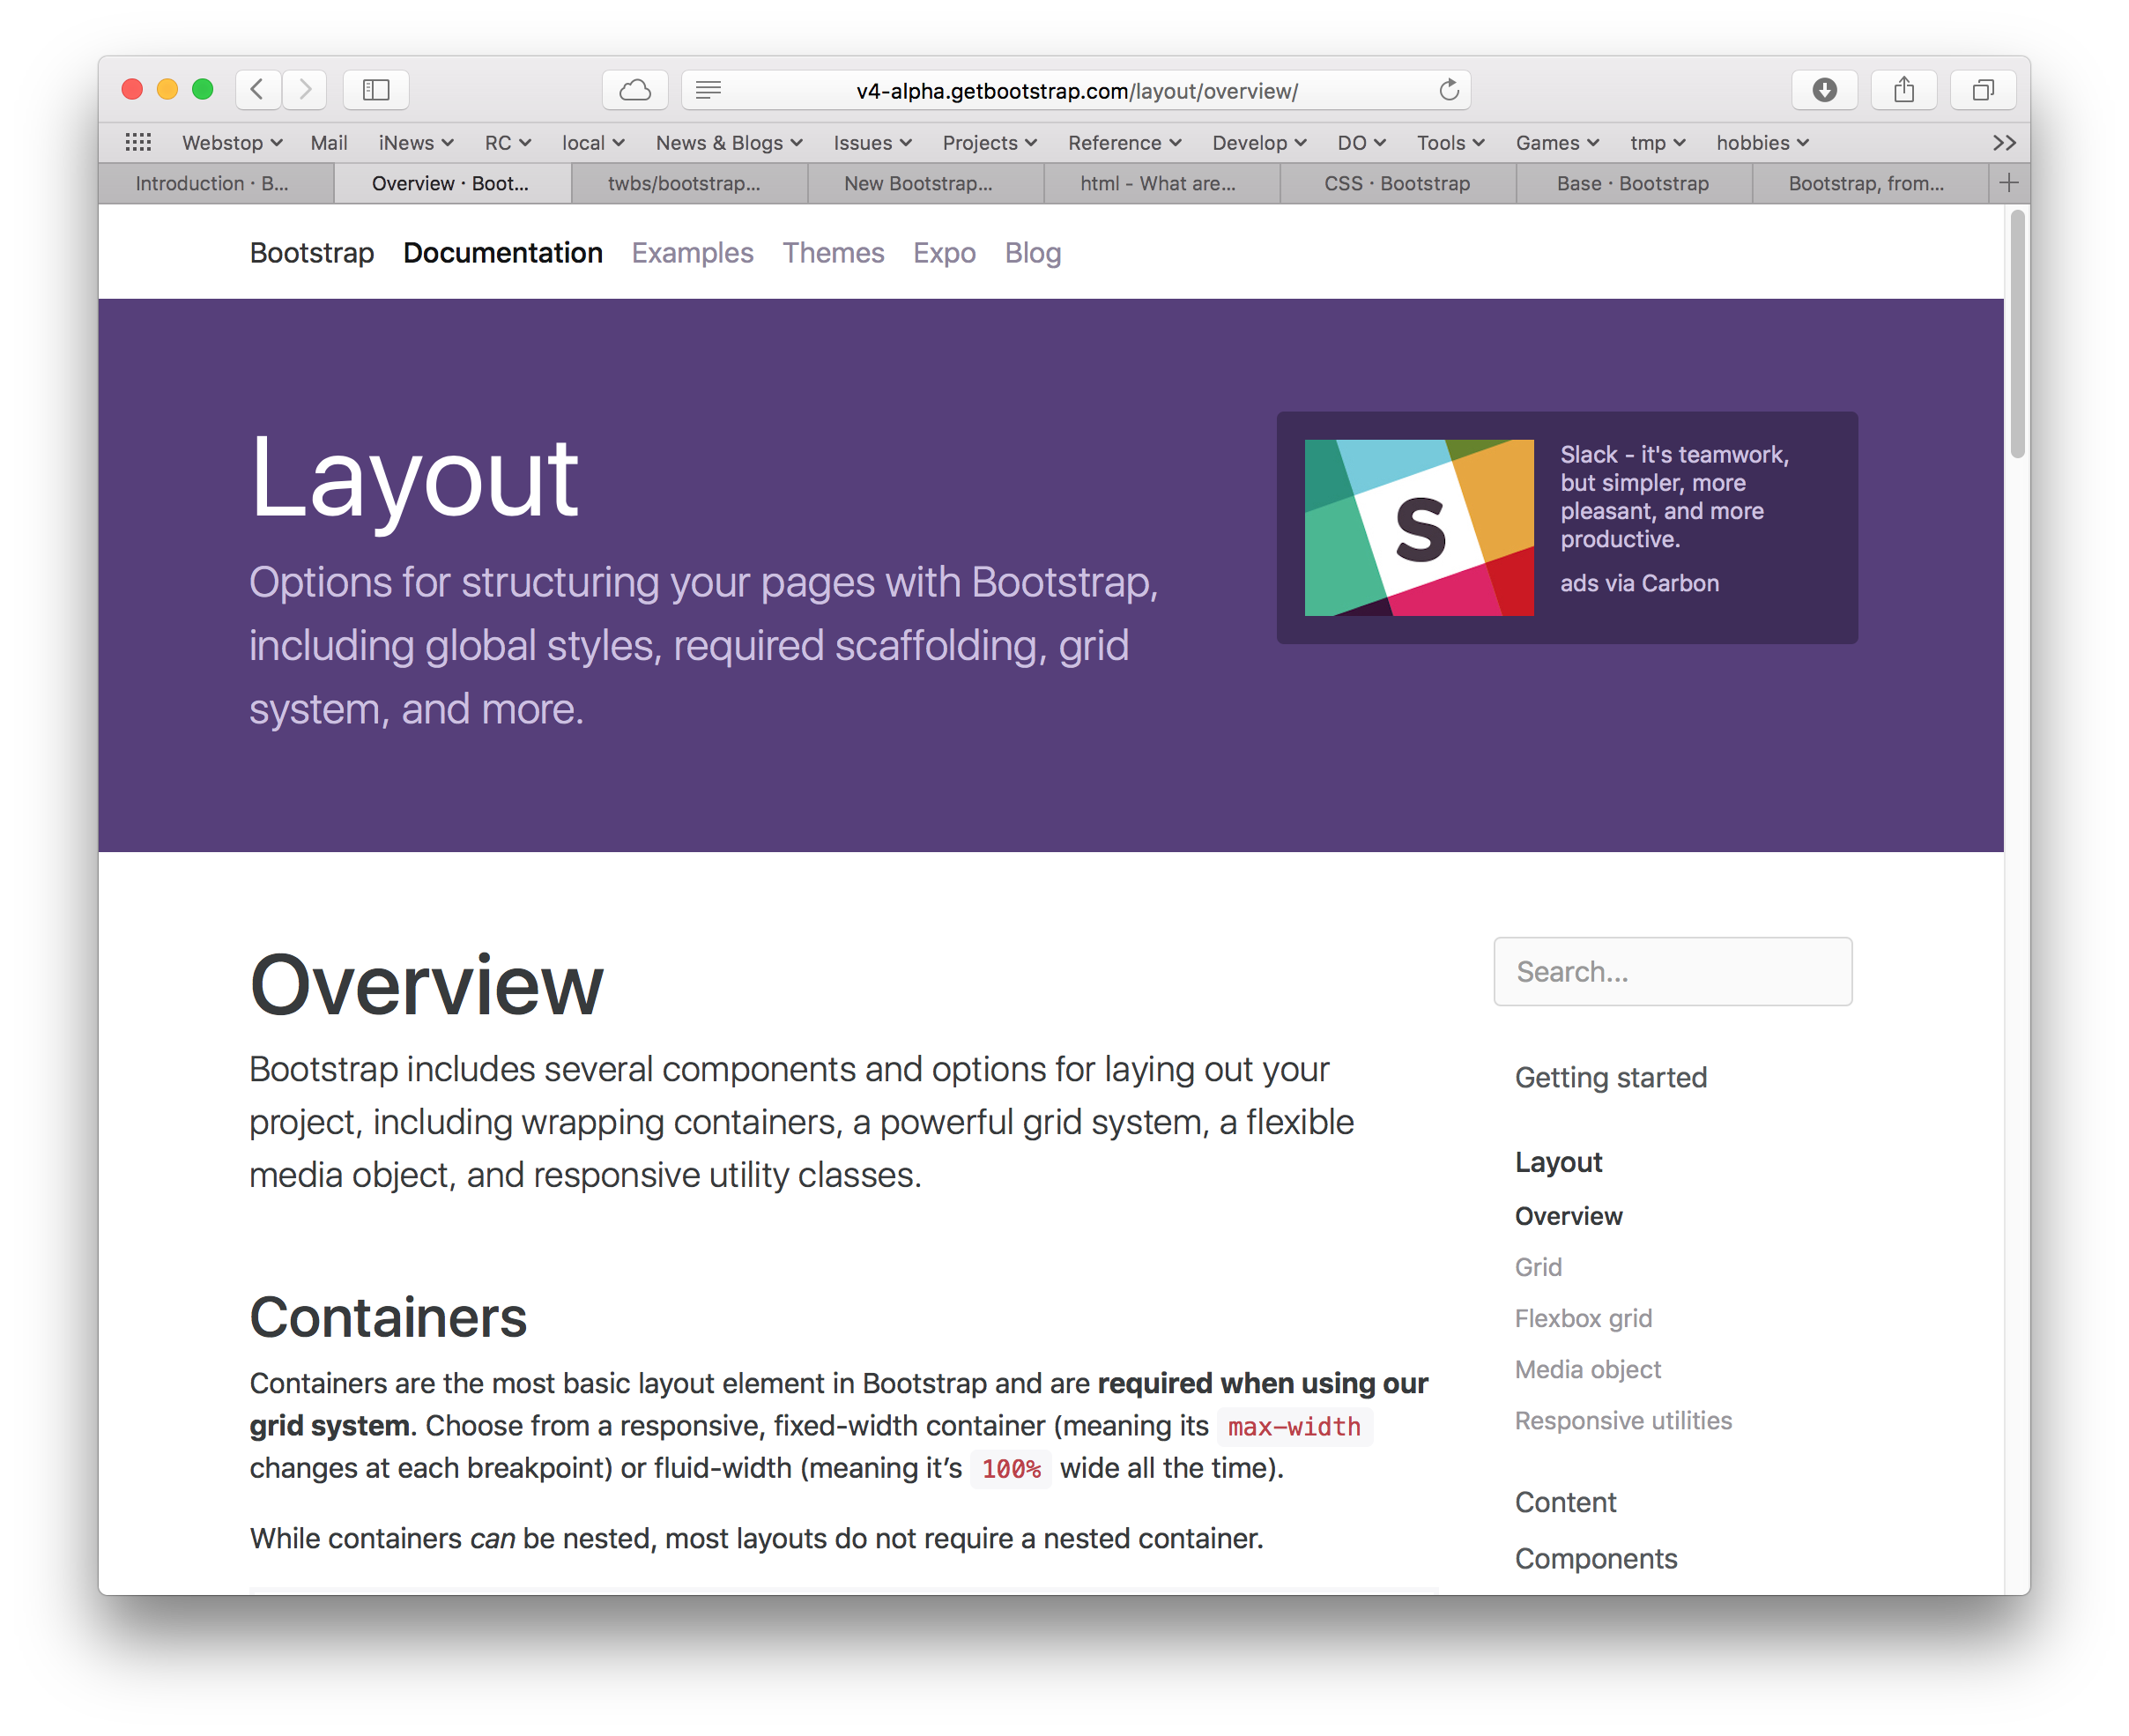 v4-alpha.getbootstrap.com/layout/overview/
Webstop Mail iNews RC local News & Blogs Issues Projects Reference Develop DO Tools Games tmp hobbies
Introduction · B... Overview · Boot... twbs/bootstrap... New Bootstrap... html - What are... CSS · Bootstrap Base · Bootstrap Bootstrap, from...
Bootstrap Documentation Examples Themes Expo Blog
Layout
Options for structuring your pages with Bootstrap,
including global styles, required scaffolding, grid
system, and more.
S
Slack - it's teamwork,
but simpler, more
pleasant, and more
productive.
ads via Carbon
Overview
Bootstrap includes several components and options for laying out your
project, including wrapping containers, a powerful grid system, a flexible
media object, and responsive utility classes.
Containers
Containers are the most basic layout element in Bootstrap and are required when using our
grid system. Choose from a responsive, fixed-width container (meaning its max-width
changes at each breakpoint) or fluid-width (meaning it’s 100% wide all the time).
While containers can be nested, most layouts do not require a nested container.
Search...
Getting started
Layout
Overview
Grid
Flexbox grid
Media object
Responsive utilities
Content
Components